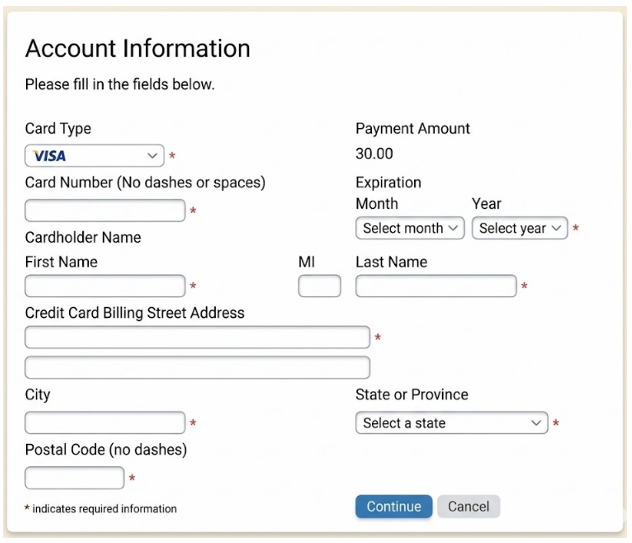 Account Information
Please fill in the fields below.
Card Type
Payment Amount
VISA *
30.00
Card Number (No dashes or spaces)
Expiration
Month Year
*
Select month Select year *
Cardholder Name
First Name MI Last Name
* *
Credit Card Billing Street Address
*
City
State or Province
*
Select a state *
Postal Code (no dashes)
*
* indicates required information
Continue Cancel